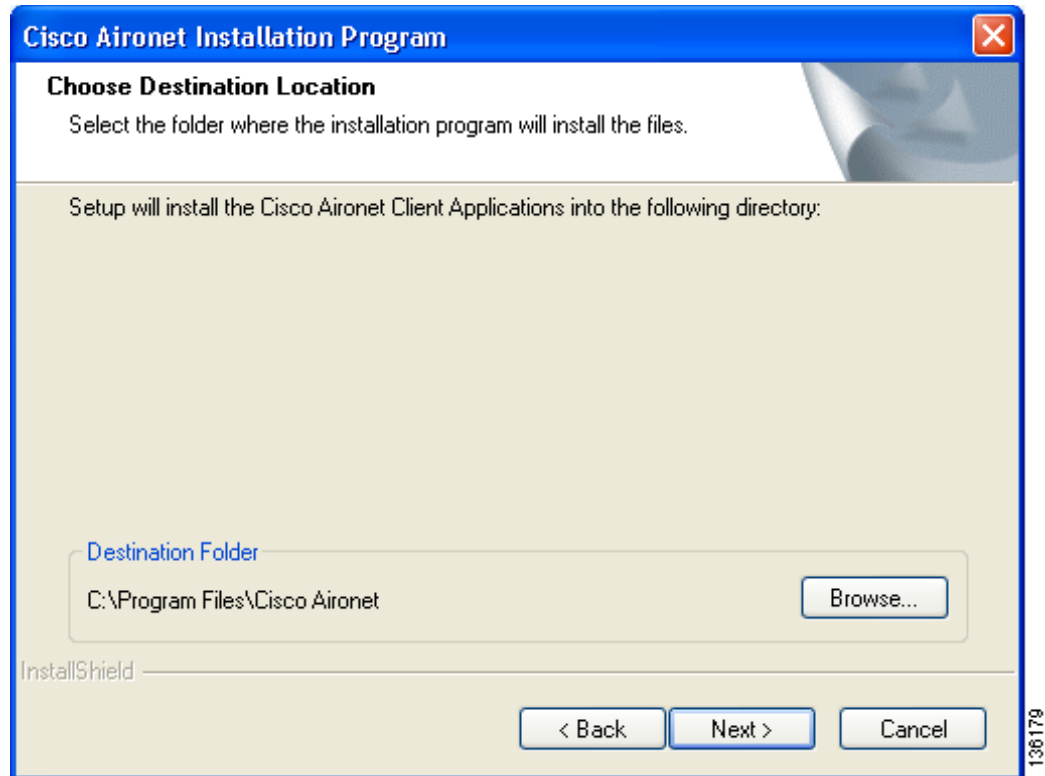 Cisco Aironet Installation Program
Choose Destination Location
Select the folder where the installation program will install the files.
Setup will install the Cisco Aironet Client Applications into the following directory:
Destination Folder
C:\Program Files\Cisco Aironet
Browse...
InstallShield
< Back
Next >
Cancel
136179